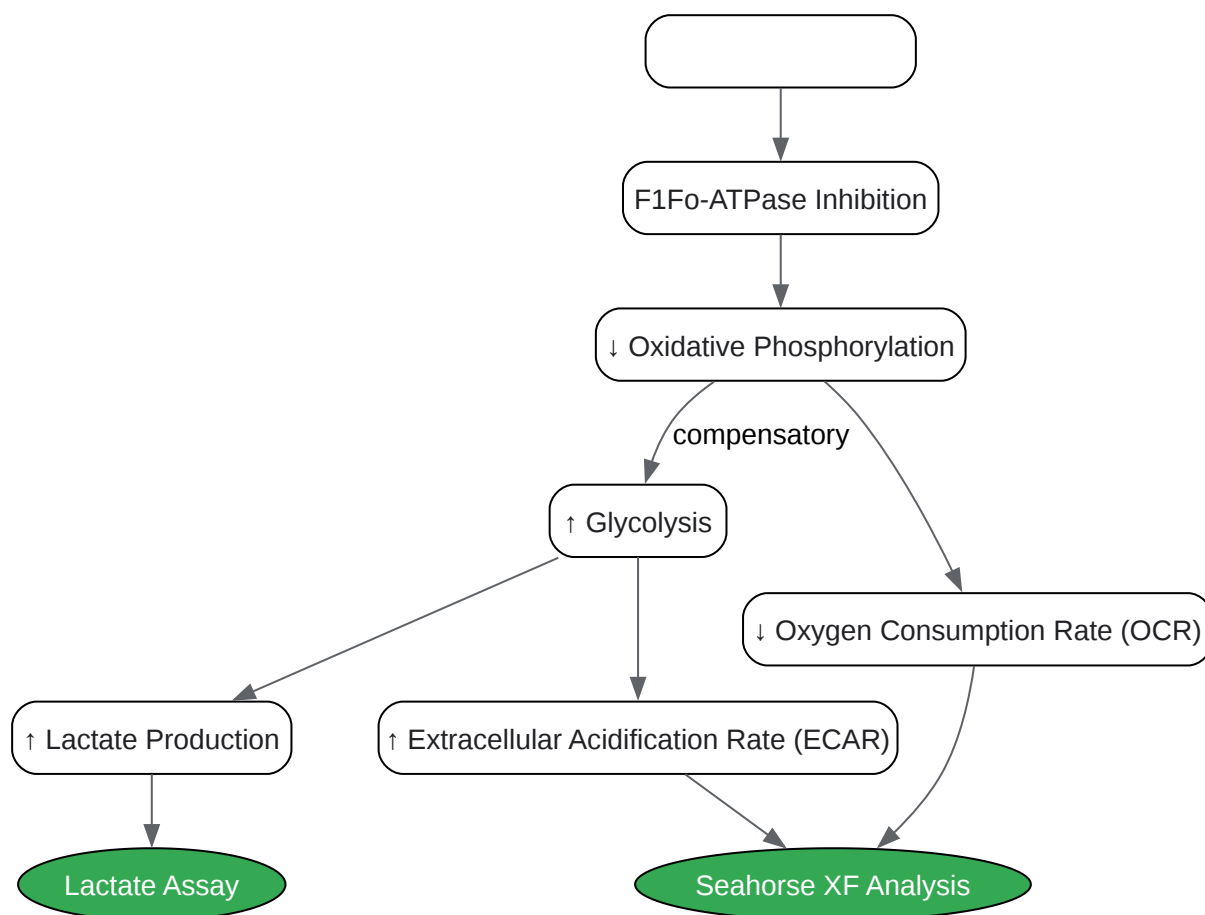 F1Fo-ATPase Inhibition
↓ Oxidative Phosphorylation
compensatory
↑ Glycolysis
↓ Oxygen Consumption Rate (OCR)
↑ Lactate Production
↑ Extracellular Acidification Rate (ECAR)
Lactate Assay
Seahorse XF Analysis